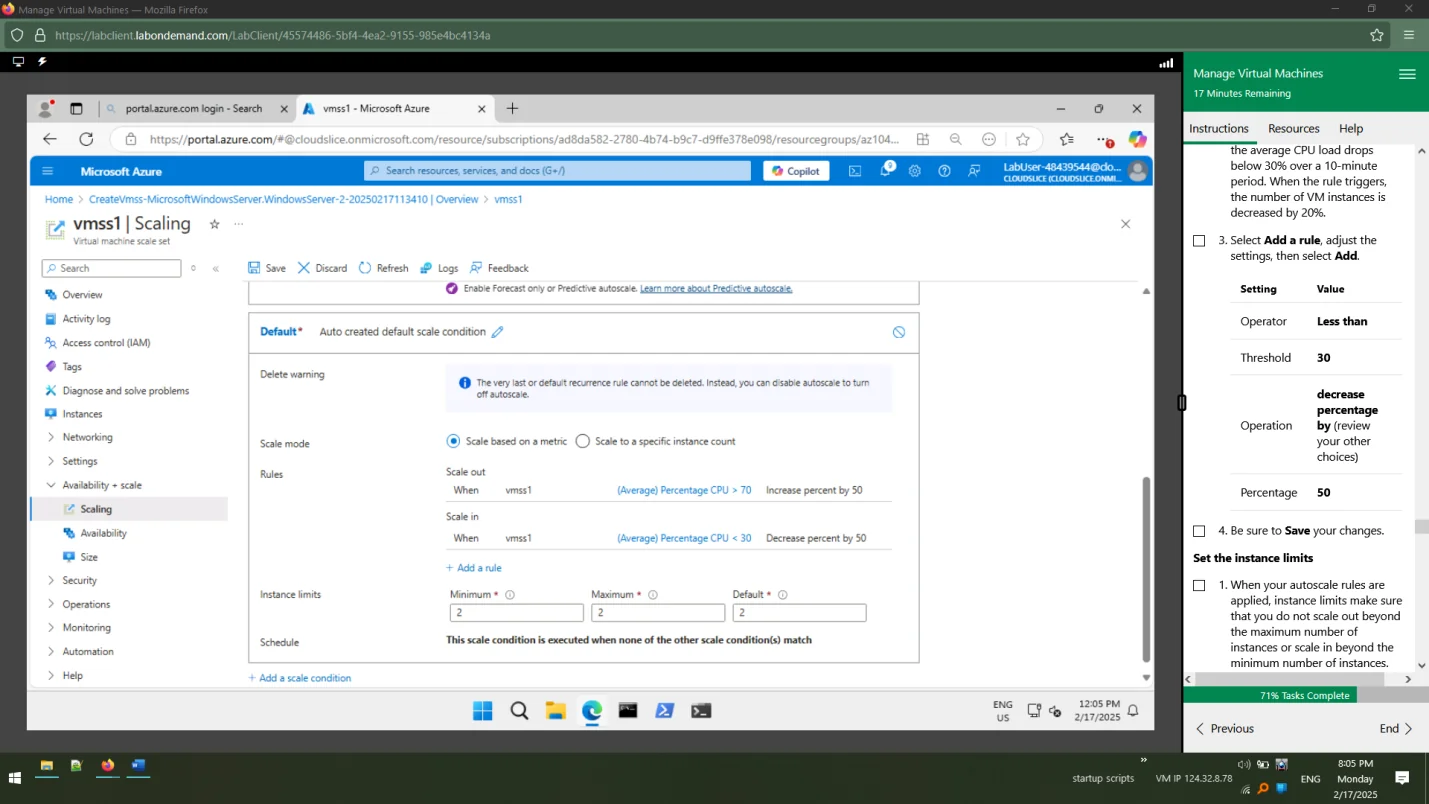 Manage Virtual Machines — Mozilla Firefox
https://labclient.labondemand.com/LabClient/45574486-5bf4-4ea2-9155-985e4bc4134a
portal.azure.com login - Search
vmss1 - Microsoft Azure
https://portal.azure.com/#@cloudslice.onmicrosoft.com/resource/subscriptions/ad8da582-2780-4b74-b9c7-d9ffe378e098/resourcegroups/az104...
Microsoft Azure
Search resources, services, and docs (G+/)
Copilot
9
LabUser-48439544@clo...
CLOUDSLICE (CLOUDSLICE.ONMI...
Home > CreateVmss-MicrosoftWindowsServer.WindowsServer-2-20250217113410 | Overview > vmss1
vmss1 | Scaling
Virtual machine scale set
Search
Save
Discard
Refresh
Logs
Feedback
Overview
Activity log
Access control (IAM)
Tags
Diagnose and solve problems
Instances
Networking
Settings
Availability + scale
Scaling
Availability
Size
Security
Operations
Monitoring
Automation
Help
Enable Forecast only or Predictive autoscale. Learn more about Predictive autoscale.
Default* Auto created default scale condition
Delete warning
The very last or default recurrence rule cannot be deleted. Instead, you can disable autoscale to turn
off autoscale.
Scale mode
Scale based on a metric
Scale to a specific instance count
Rules
Scale out
When vmss1 (Average) Percentage CPU > 70 Increase percent by 50
Scale in
When vmss1 (Average) Percentage CPU < 30 Decrease percent by 50
+ Add a rule
Instance limits
Minimum * Maximum * Default *
2 2 2
Schedule
This scale condition is executed when none of the other scale condition(s) match
+ Add a scale condition
ENG
US
12:05 PM
2/17/2025
Manage Virtual Machines
17 Minutes Remaining
Instructions Resources Help
the average CPU load drops
below 30% over a 10-minute
period. When the rule triggers,
the number of VM instances is
decreased by 20%.
3. Select Add a rule, adjust the
settings, then select Add.
Setting Value
Operator Less than
Threshold 30
Operation decrease
percentage
by (review
your other
choices)
Percentage 50
4. Be sure to Save your changes.
Set the instance limits
1. When your autoscale rules are
applied, instance limits make sure
that you do not scale out beyond
the maximum number of
instances or scale in beyond the
minimum number of instances.
71% Tasks Complete
Previous
End
startup scripts
VM IP 124.32.8.78
ENG
8:05 PM
Monday
2/17/2025